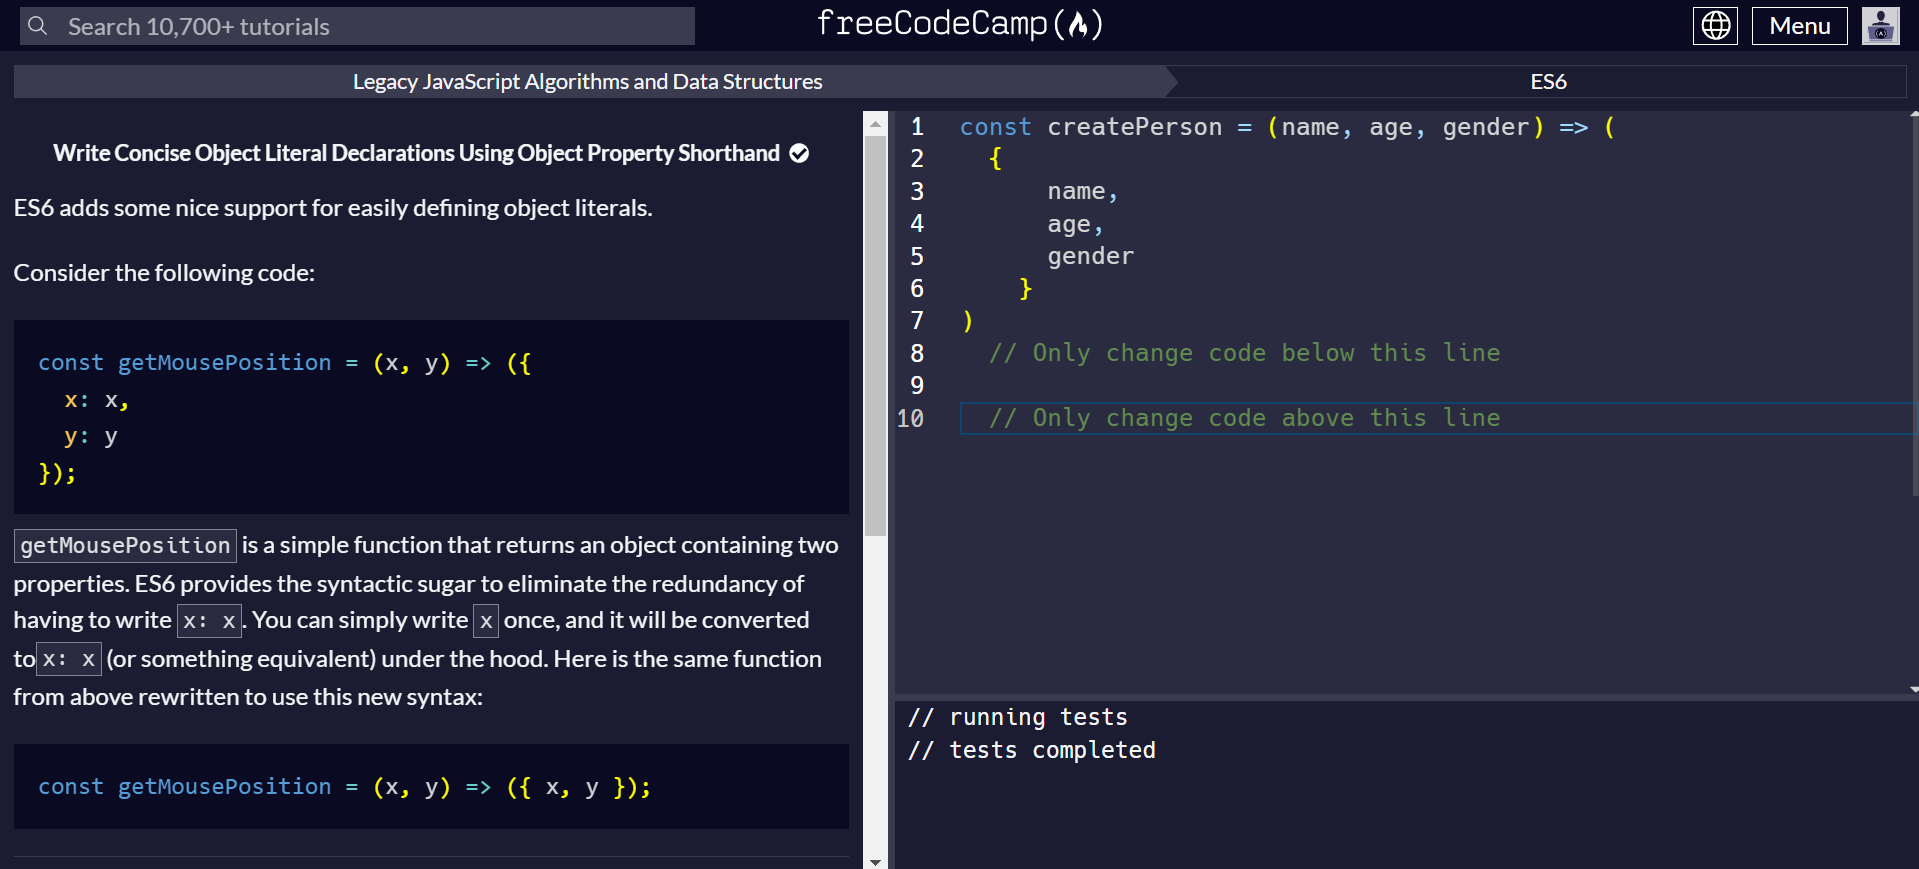 Search 10,700+ tutorials
freeCodeCamp
Menu
Legacy JavaScript Algorithms and Data Structures
ES6
Write Concise Object Literal Declarations Using Object Property Shorthand
ES6 adds some nice support for easily defining object literals.
Consider the following code:
const getMousePosition = (x, y) => ({
  x: x,
  y: y
});
getMousePosition is a simple function that returns an object containing two
properties. ES6 provides the syntactic sugar to eliminate the redundancy of
having to write x: x. You can simply write x once, and it will be converted
to x: x (or something equivalent) under the hood. Here is the same function
from above rewritten to use this new syntax:
const getMousePosition = (x, y) => ({ x, y });
1 const createPerson = (name, age, gender) => (
2   {
3       name,
4       age,
5       gender
6     }
7 )
8   // Only change code below this line
9
10   // Only change code above this line
// running tests
// tests completed